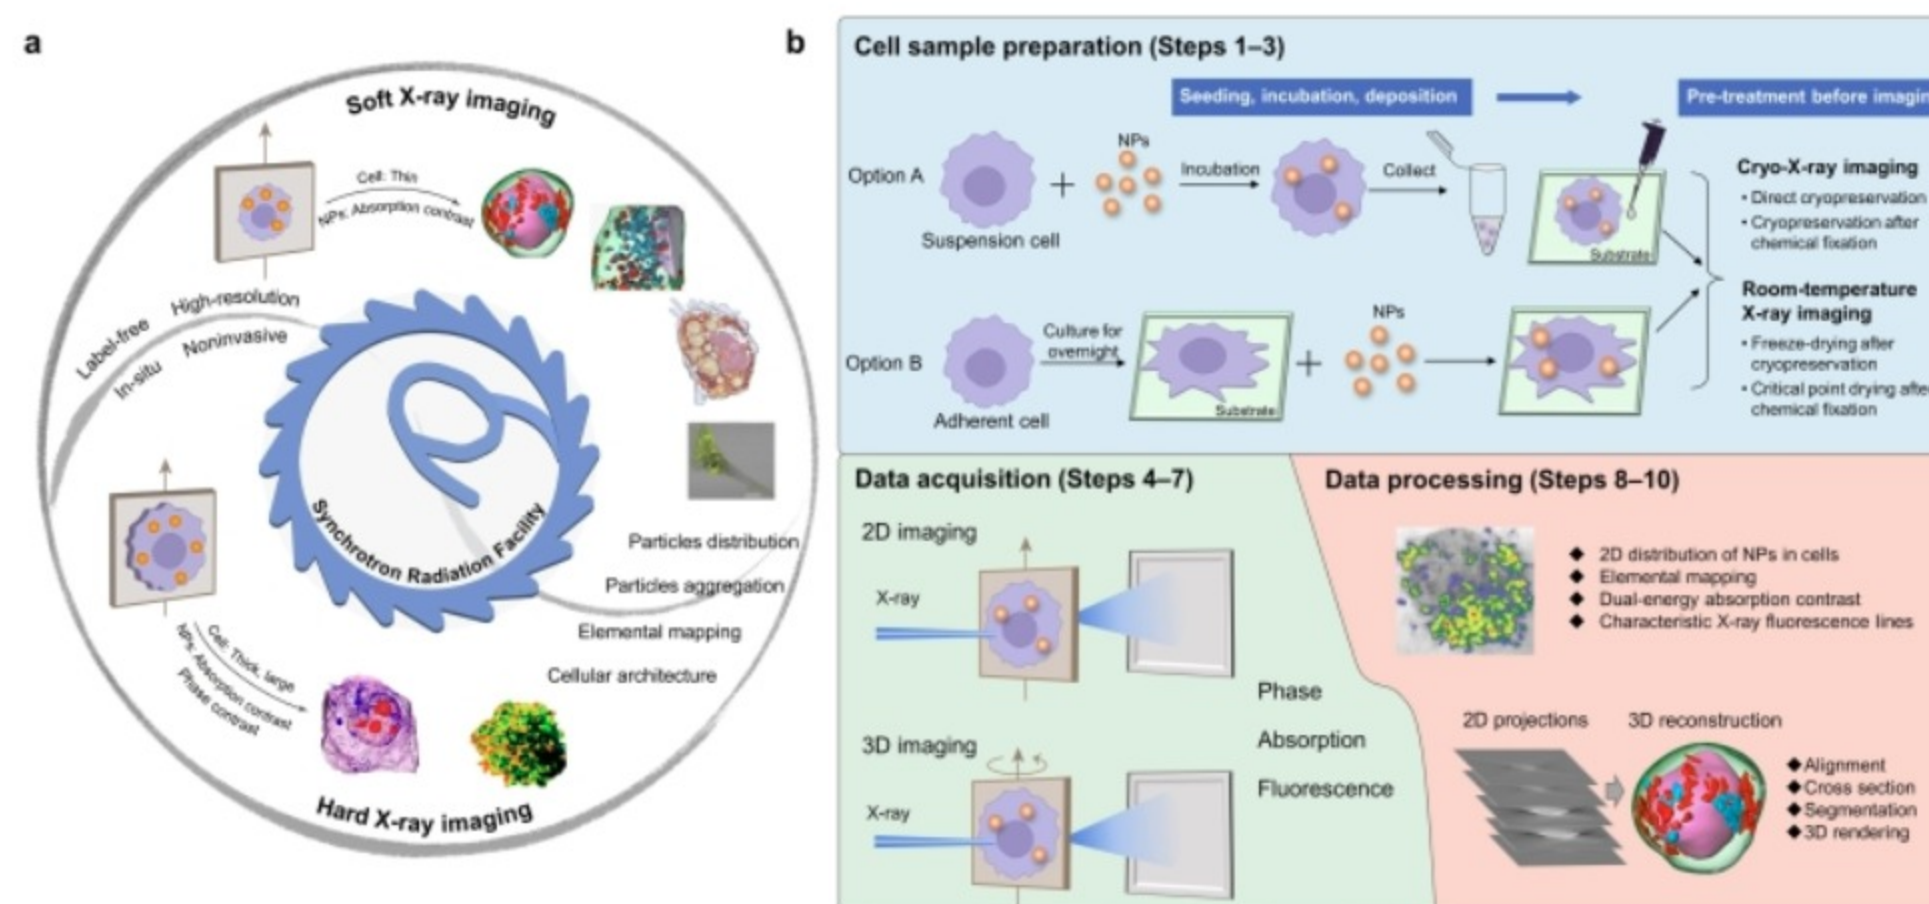 a
Soft X-ray imaging
Cell: Thin
NPs: Absorption contrast
High-resolution
Label-free
Noninvasive
In-situ
Synchrotron Radiation Facility
Particles distribution
Particles aggregation
Elemental mapping
Cellular architecture
Cell: Thick, large
NPs: Absorption contrast
Phase contrast
Hard X-ray imaging
b
Cell sample preparation (Steps 1–3)
Seeding, incubation, deposition
Pre-treatment before imagin
Option A
NPs
Incubation
Collect
Suspension cell
Substrate
Cryo-X-ray imaging
• Direct cryopreservation
• Cryopreservation after
chemical fixation
Option B
Culture for
overnight
NPs
Adherent cell
Substrate
Room-temperature
X-ray imaging
• Freeze-drying after
cryopreservation
• Critical point drying afte
chemical fixation
Data acquisition (Steps 4–7)
2D imaging
X-ray
3D imaging
X-ray
Phase
Absorption
Fluorescence
Data processing (Steps 8–10)
◆ 2D distribution of NPs in cells
◆ Elemental mapping
◆ Dual-energy absorption contrast
◆ Characteristic X-ray fluorescence lines
2D projections
3D reconstruction
◆Alignment
◆Cross section
◆Segmentation
◆3D rendering